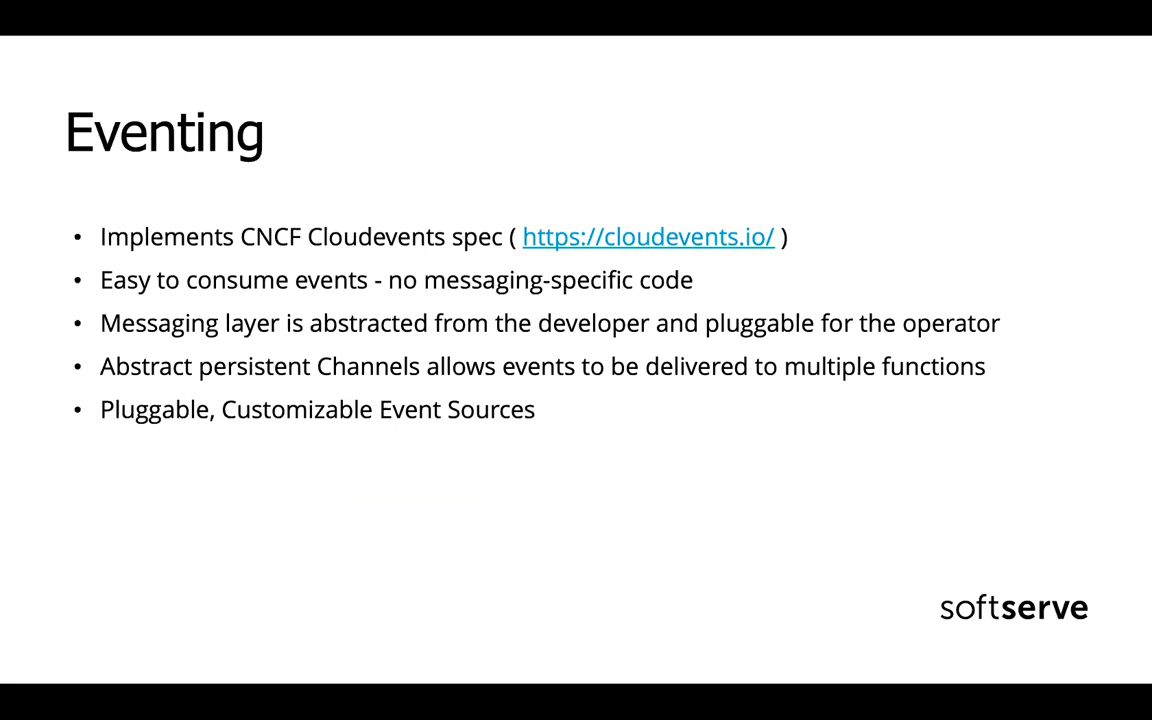 Eventing
• Implements CNCF Cloudevents spec ( https://cloudevents.io/ )
• Easy to consume events - no messaging-specific code
• Messaging layer is abstracted from the developer and pluggable for the operator
• Abstract persistent Channels allows events to be delivered to multiple functions
• Pluggable, Customizable Event Sources
softserve